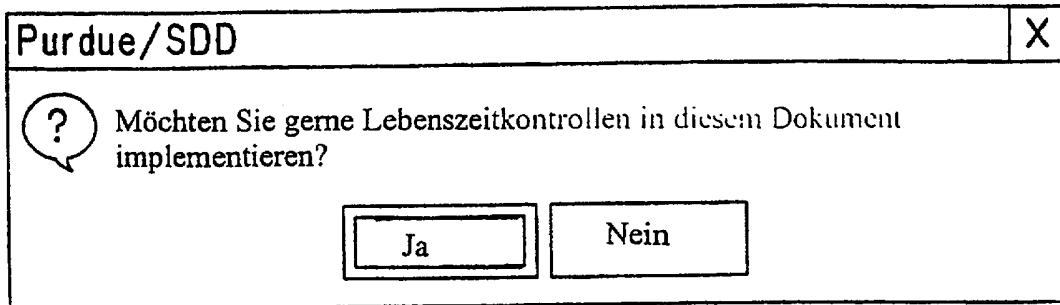 Purdue/SDD X
?
Möchten Sie gerne Lebenszeitkontrollen in diesem Dokument
implementieren?
Ja Nein